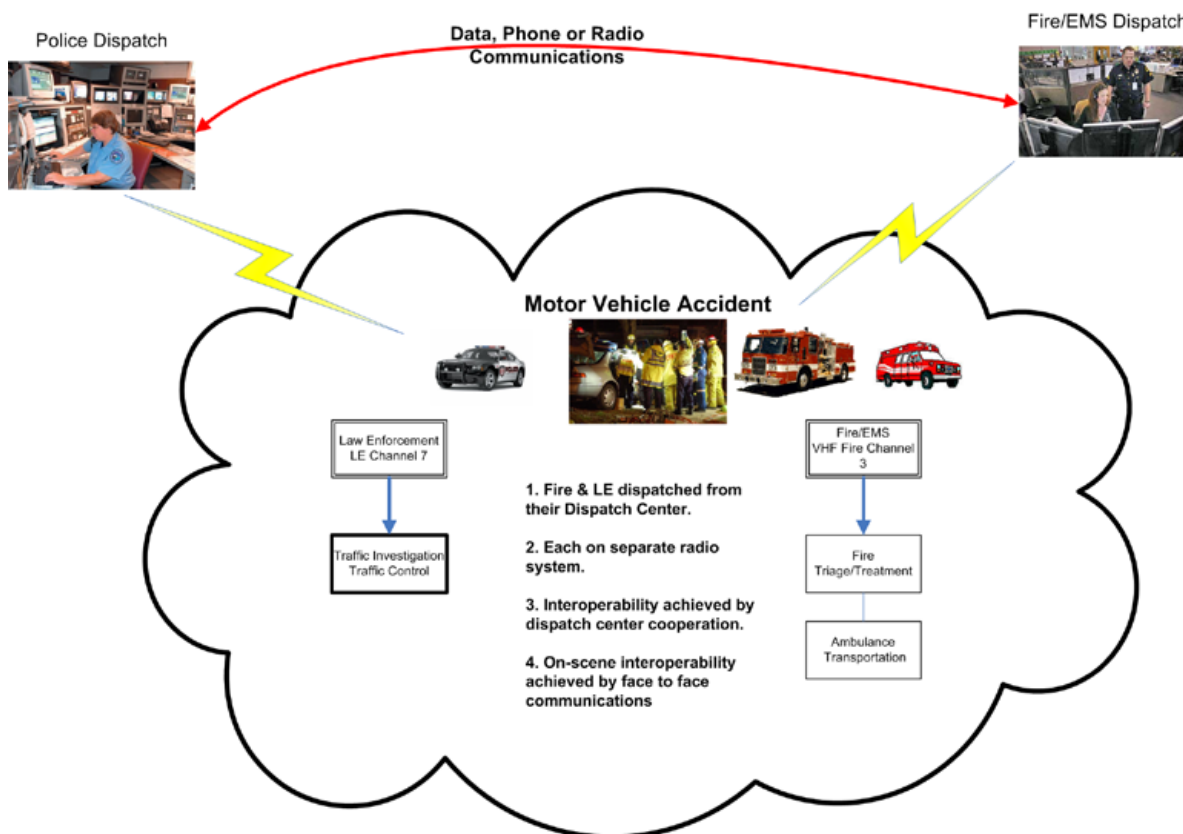 Police Dispatch
Data, Phone or Radio
Communications
Fire/EMS Dispatch
Motor Vehicle Accident
Law Enforcement
LE Channel 7
Traffic Investigation
Traffic Control
1. Fire & LE dispatched from
their Dispatch Center.
2. Each on separate radio
system.
3. Interoperability achieved by
dispatch center cooperation.
4. On-scene interoperability
achieved by face to face
communications
Fire/EMS
VHF Fire Channel
3
Fire
Triage/Treatment
Ambulance
Transportation